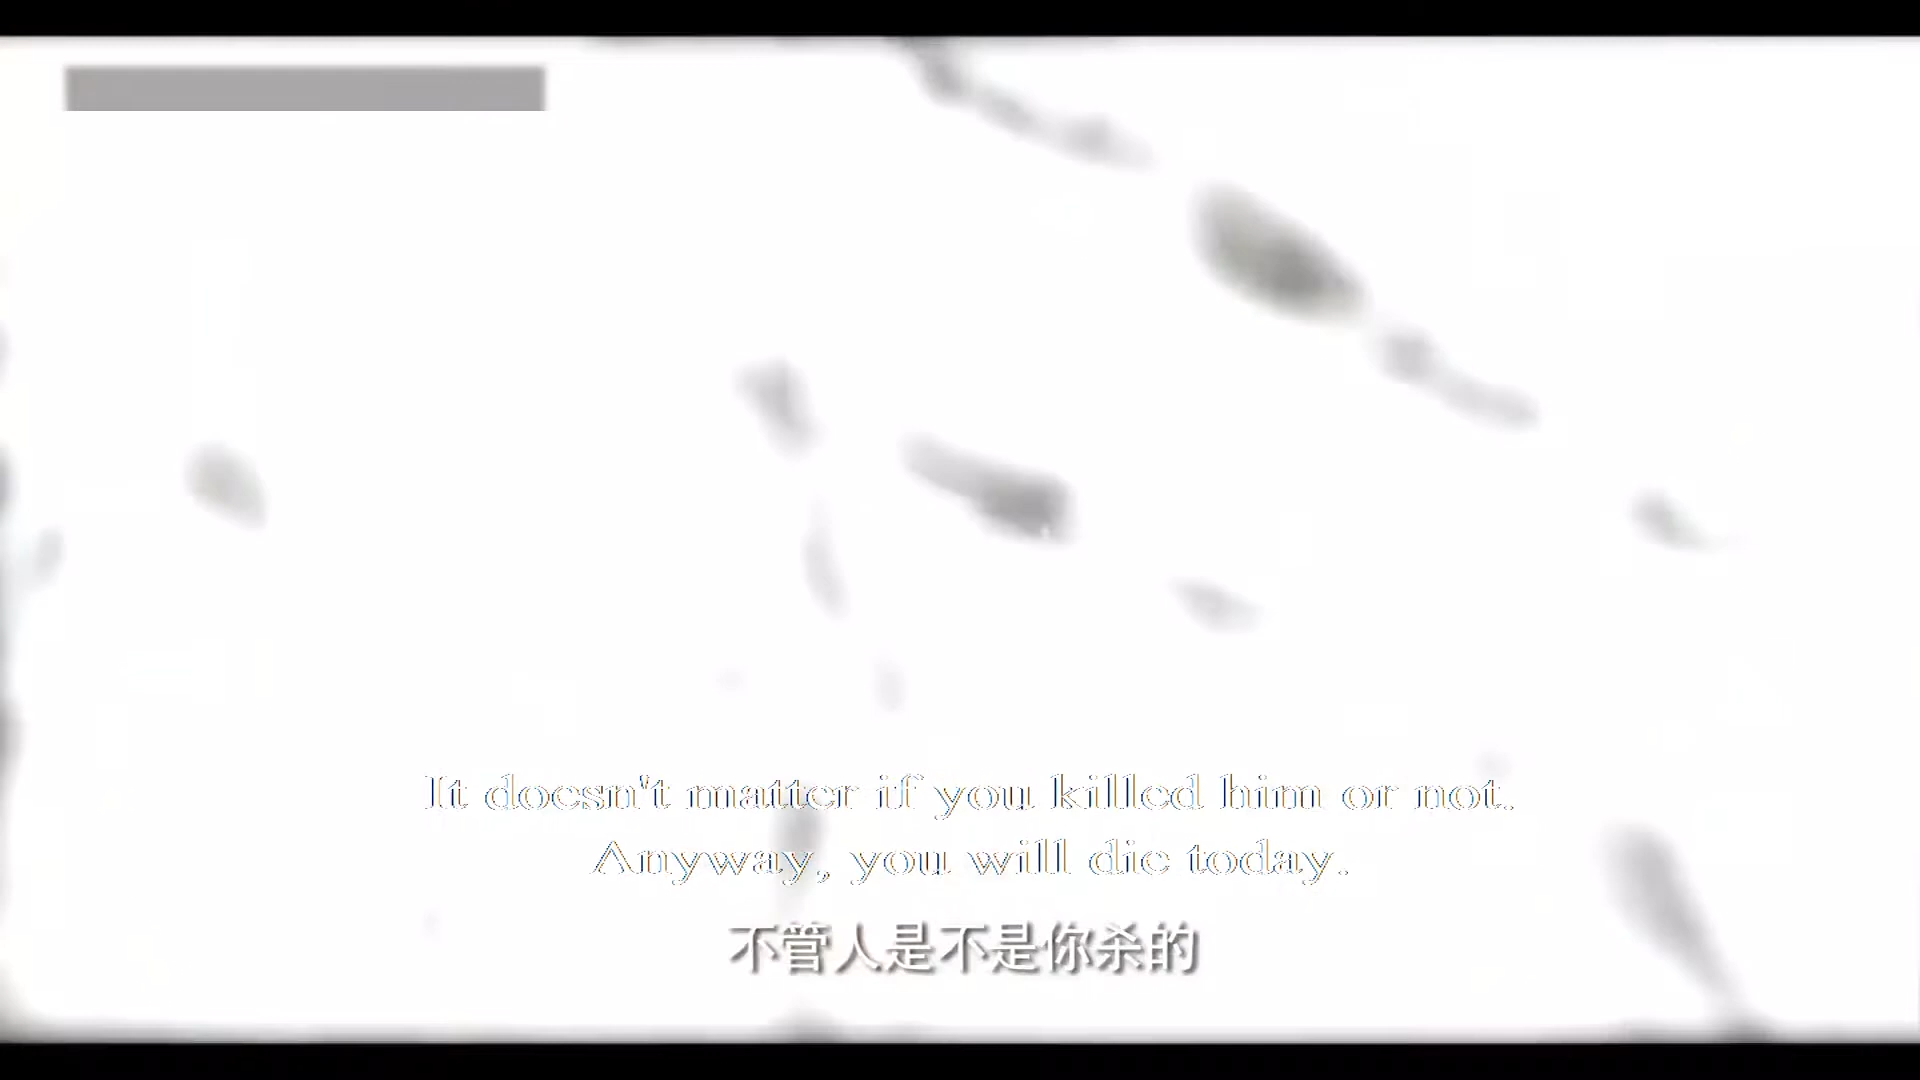 It doesn't matter if you killed him or not.
Anyway, you will die today.
不管人是不是你杀的